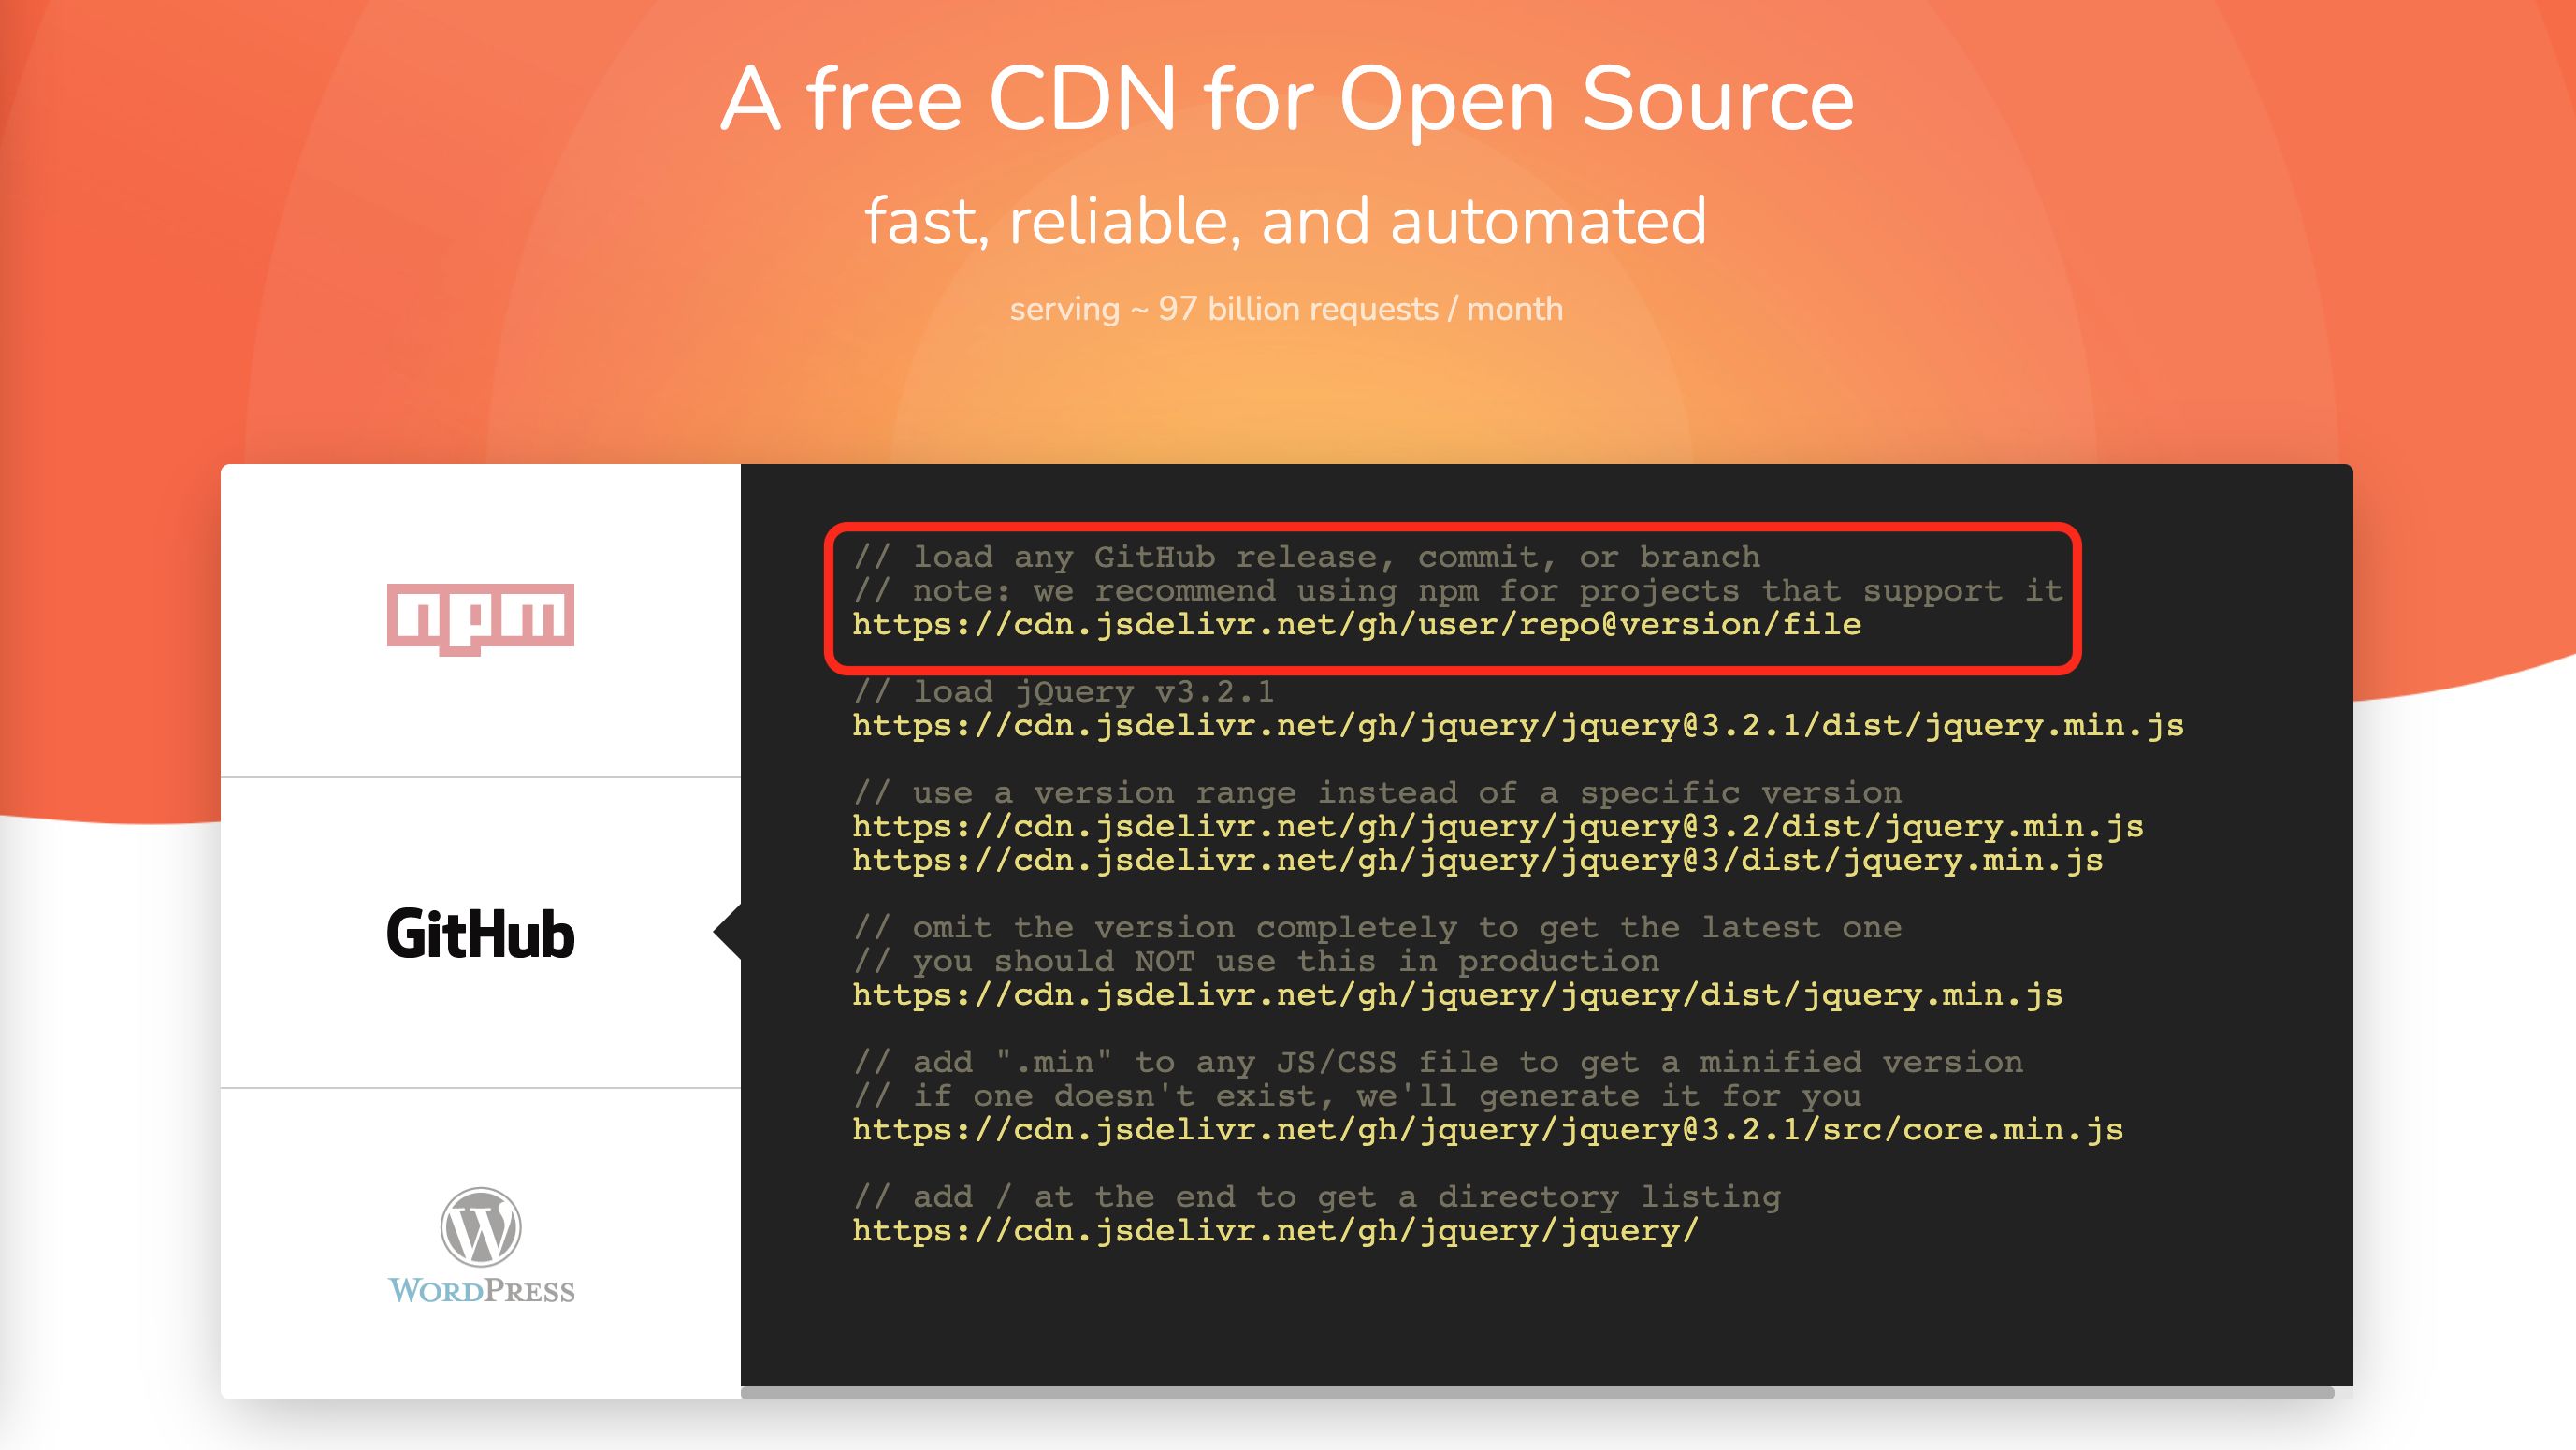 A free CDN for Open Source
fast, reliable, and automated
serving ~ 97 billion requests / month
npm
GitHub
WORDPRESS
// load any GitHub release, commit, or branch
// note: we recommend using npm for projects that support it
https://cdn.jsdelivr.net/gh/user/repo@version/file
// load jQuery v3.2.1
https://cdn.jsdelivr.net/gh/jquery/jquery@3.2.1/dist/jquery.min.js
// use a version range instead of a specific version
https://cdn.jsdelivr.net/gh/jquery/jquery@3.2/dist/jquery.min.js
https://cdn.jsdelivr.net/gh/jquery/jquery@3/dist/jquery.min.js
// omit the version completely to get the latest one
// you should NOT use this in production
https://cdn.jsdelivr.net/gh/jquery/jquery/dist/jquery.min.js
// add ".min" to any JS/CSS file to get a minified version
// if one doesn't exist, we'll generate it for you
https://cdn.jsdelivr.net/gh/jquery/jquery@3.2.1/src/core.min.js
// add / at the end to get a directory listing
https://cdn.jsdelivr.net/gh/jquery/jquery/